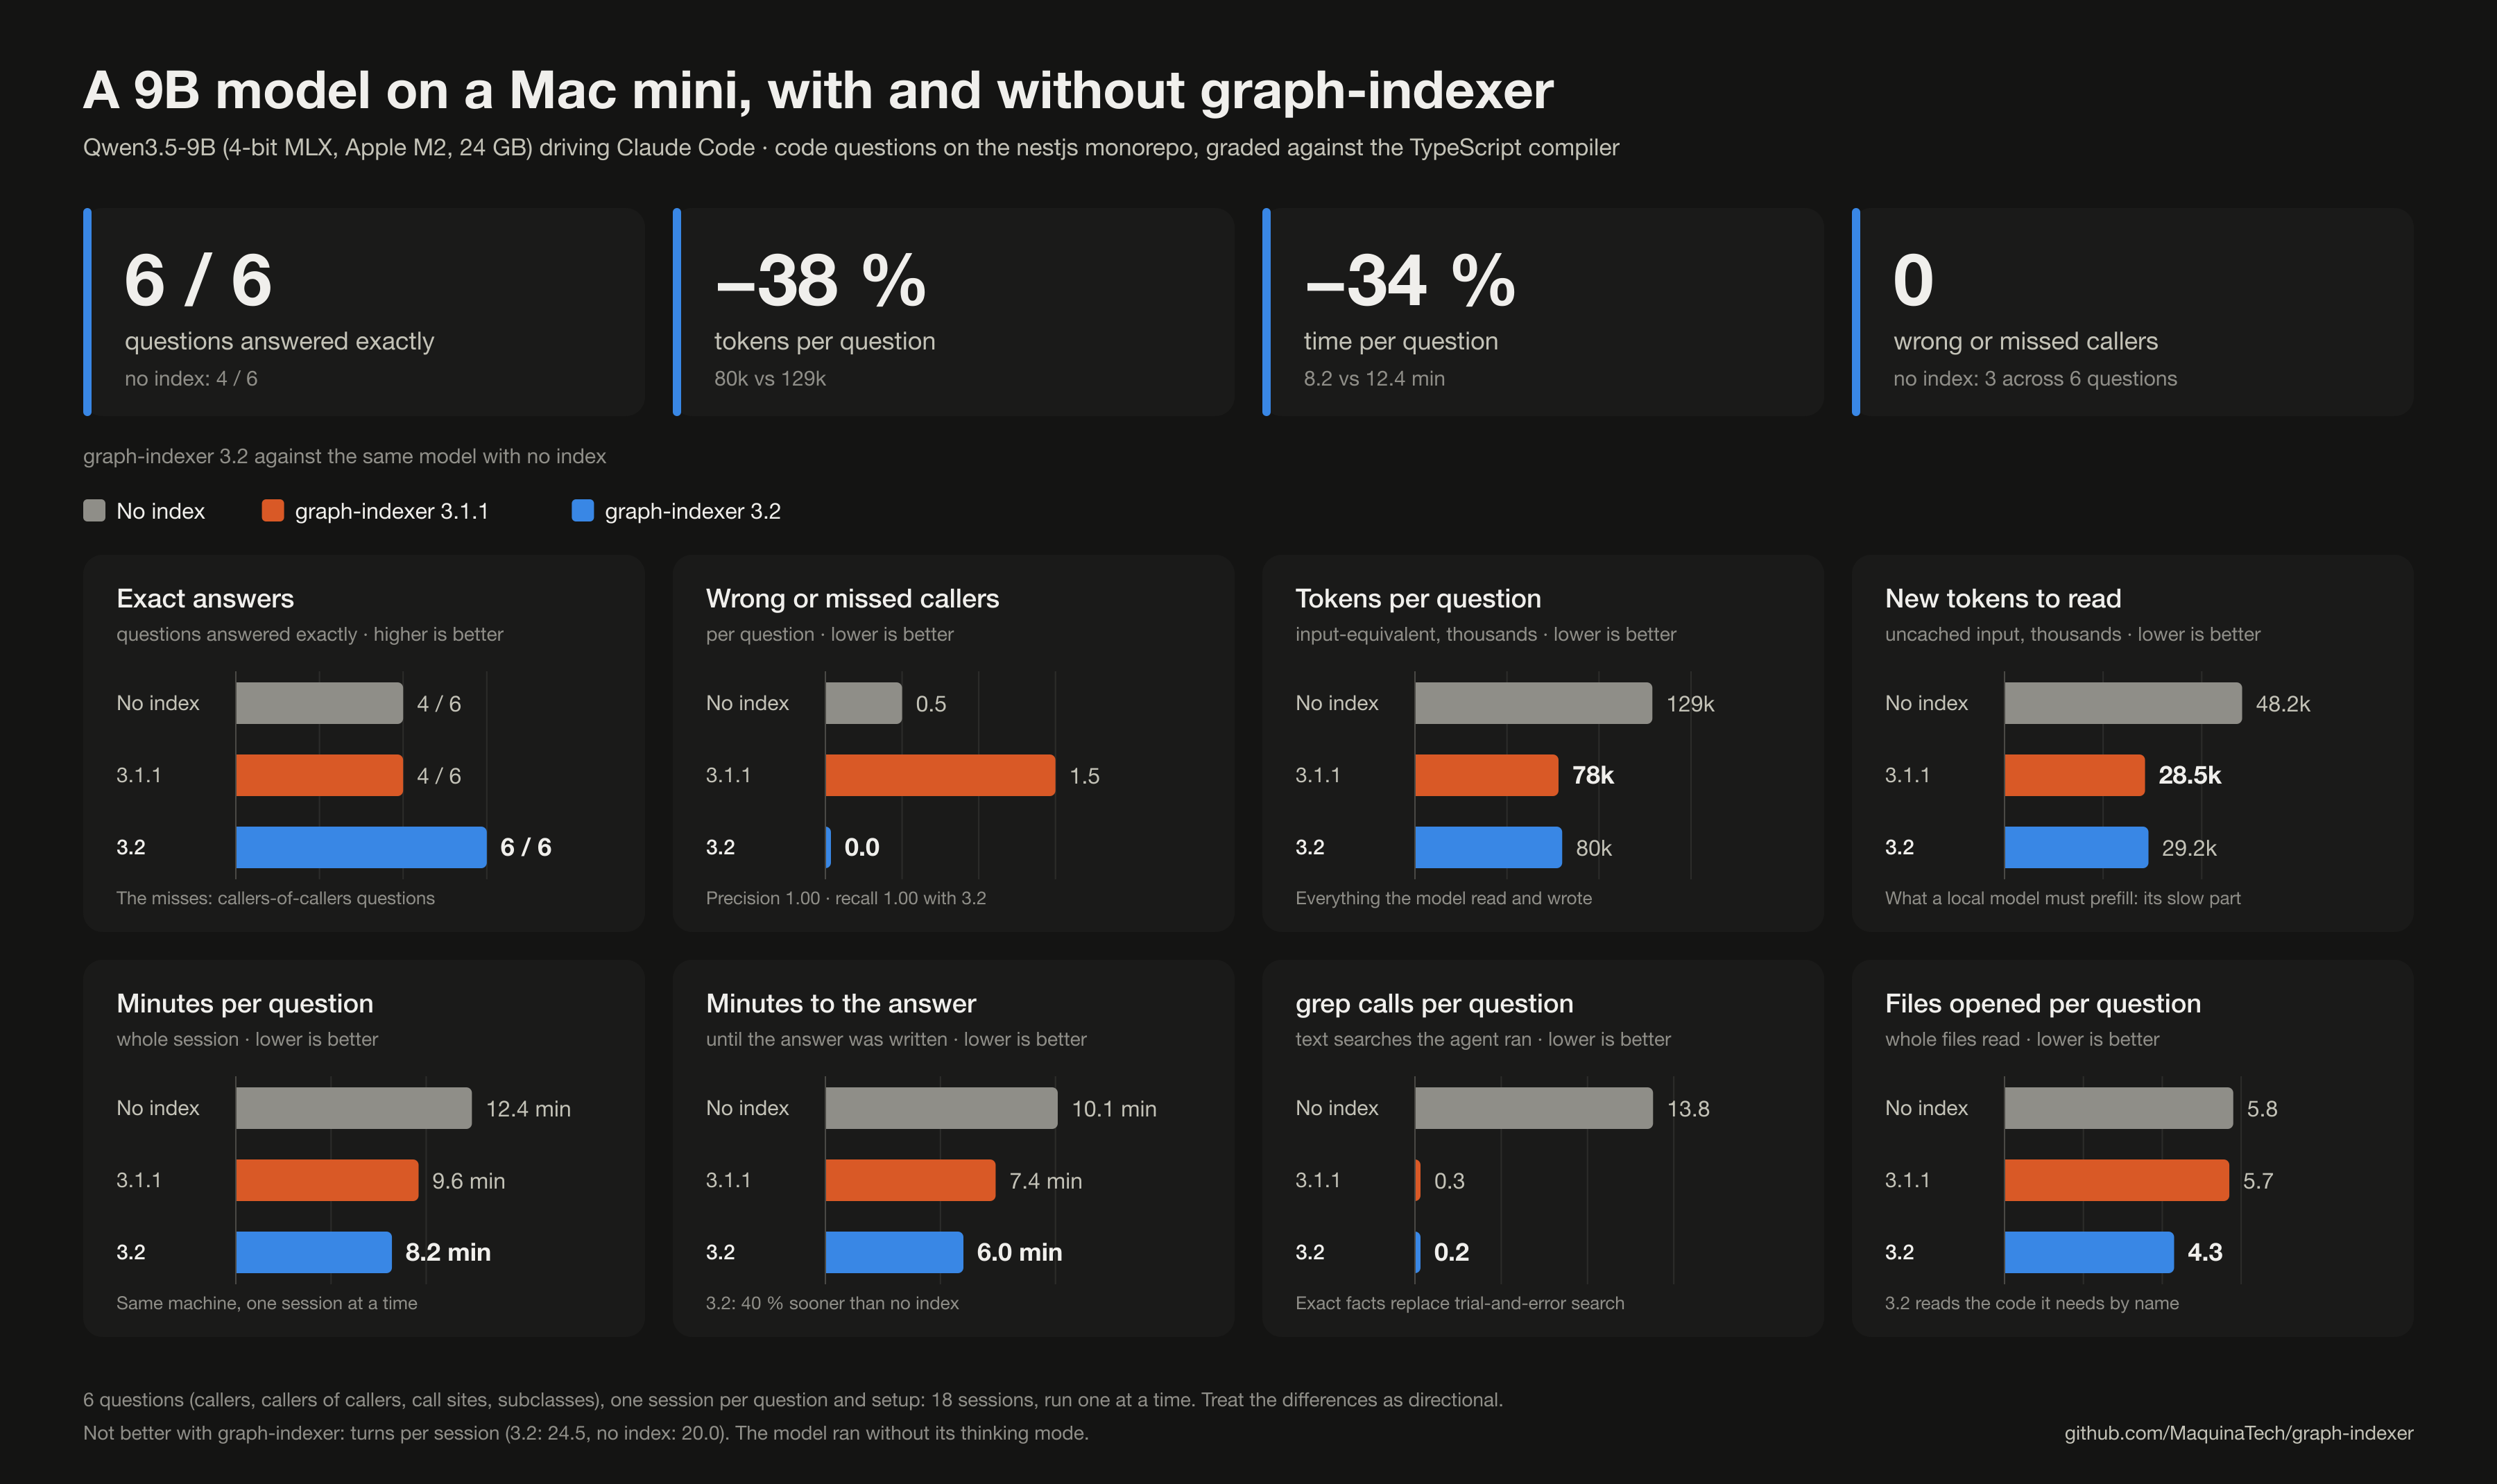 A 9B model on a Mac mini, with and without graph-indexer
Qwen3.5-9B (4-bit MLX, Apple M2, 24 GB) driving Claude Code · code questions on the nestjs monorepo, graded against the TypeScript compiler
6 / 6
questions answered exactly
no index: 4 / 6
–38 %
tokens per question
80k vs 129k
–34 %
time per question
8.2 vs 12.4 min
0
wrong or missed callers
no index: 3 across 6 questions
graph-indexer 3.2 against the same model with no index
No index
graph-indexer 3.1.1
graph-indexer 3.2
Exact answers
questions answered exactly · higher is better
No index 4 / 6
3.1.1 4 / 6
3.2 6 / 6
The misses: callers-of-callers questions
Wrong or missed callers
per question · lower is better
No index 0.5
3.1.1 1.5
3.2 0.0
Precision 1.00 · recall 1.00 with 3.2
Tokens per question
input-equivalent, thousands · lower is better
No index 129k
3.1.1 78k
3.2 80k
Everything the model read and wrote
New tokens to read
uncached input, thousands · lower is better
No index 48.2k
3.1.1 28.5k
3.2 29.2k
What a local model must prefill: its slow part
Minutes per question
whole session · lower is better
No index 12.4 min
3.1.1 9.6 min
3.2 8.2 min
Same machine, one session at a time
Minutes to the answer
until the answer was written · lower is better
No index 10.1 min
3.1.1 7.4 min
3.2 6.0 min
3.2: 40 % sooner than no index
grep calls per question
text searches the agent ran · lower is better
No index 13.8
3.1.1 0.3
3.2 0.2
Exact facts replace trial-and-error search
Files opened per question
whole files read · lower is better
No index 5.8
3.1.1 5.7
3.2 4.3
3.2 reads the code it needs by name
6 questions (callers, callers of callers, call sites, subclasses), one session per question and setup: 18 sessions, run one at a time. Treat the differences as directional.
Not better with graph-indexer: turns per session (3.2: 24.5, no index: 20.0). The model ran without its thinking mode.
github.com/MaquinaTech/graph-indexer